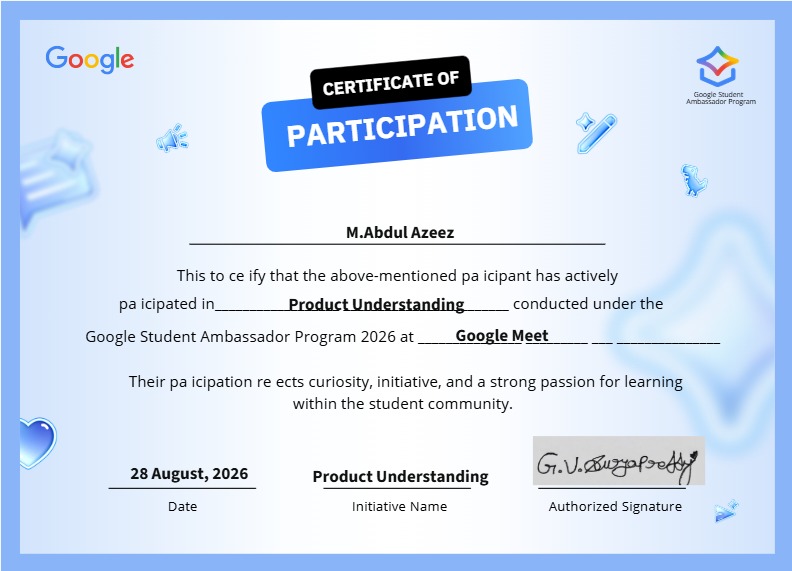 Google
CERTIFICATE OF
PARTICIPATION
Google Student
Ambassador Program
M.Abdul Azeez
This to ce ify that the above-mentioned pa icipant has actively
pa icipated in Product Understanding conducted under the
Google Student Ambassador Program 2026 at Google Meet
Their pa icipation re ects curiosity, initiative, and a strong passion for learning
within the student community.
28 August, 2026
Product Understanding
G.V.
Date
Initiative Name
Authorized Signature